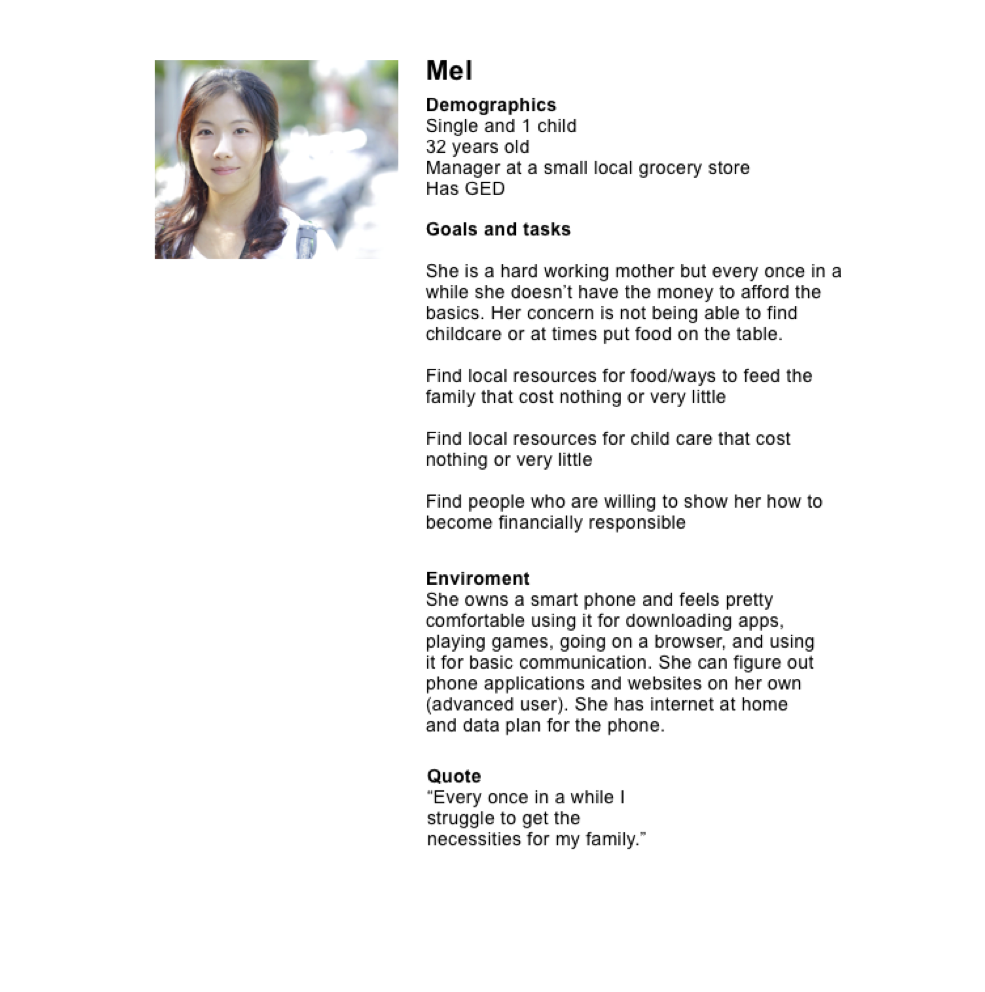 Mel
Demographics
Single and 1 child
32 years old
Manager at a small local grocery store
Has GED
Goals and tasks
She is a hard working mother but every once in a
while she doesn’t have the money to afford the
basics. Her concern is not being able to find
childcare or at times put food on the table.
Find local resources for food/ways to feed the
family that cost nothing or very little
Find local resources for child care that cost
nothing or very little
Find people who are willing to show her how to
become financially responsible
Enviroment
She owns a smart phone and feels pretty
comfortable using it for downloading apps,
playing games, going on a browser, and using
it for basic communication. She can figure out
phone applications and websites on her own
(advanced user). She has internet at home
and data plan for the phone.
Quote
“Every once in a while I
struggle to get the
necessities for my family.”